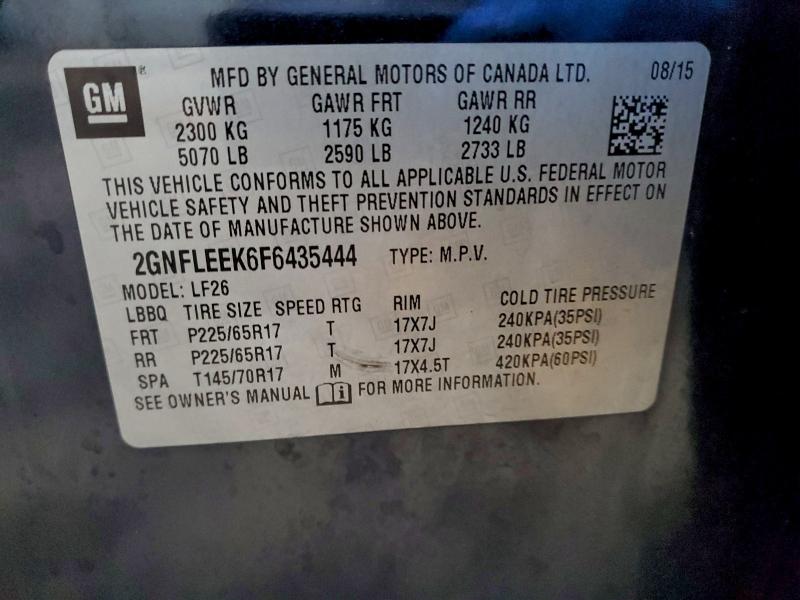 GM ®
MFD BY GENERAL MOTORS OF CANADA LTD. 08/15
GVWR GAWR FRT GAWR RR
2300 KG 1175 KG 1240 KG
5070 LB 2590 LB 2733 LB
THIS VEHICLE CONFORMS TO ALL APPLICABLE U.S. FEDERAL MOTOR
VEHICLE SAFETY AND THEFT PREVENTION STANDARDS IN EFFECT ON
THE DATE OF MANUFACTURE SHOWN ABOVE.
2GNFLEEK6F6435444 TYPE: M.P.V.
MODEL: LF26
LBBQ TIRE SIZE SPEED RTG RIM COLD TIRE PRESSURE
FRT P225/65R17 T 17X7J 240KPA(35PSI)
RR P225/65R17 T 17X7J 240KPA(35PSI)
SPA T145/70R17 M 17X4.5T 420KPA(60PSI)
SEE OWNER'S MANUAL i FOR MORE INFORMATION.